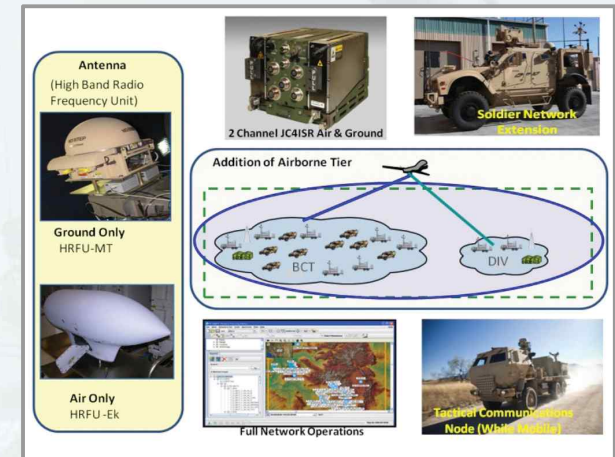 Antenna
(High Band Radio
Frequency Unit)
Ground Only
HRFU-MT
Air Only
HRFU -Ek
2 Channel JC4ISR Air & Ground
Soldier Network
Extension
Addition of Airborne Tier
BCT
DIV
Full Network Operations
Tactical Communications
Node (While Mobile)